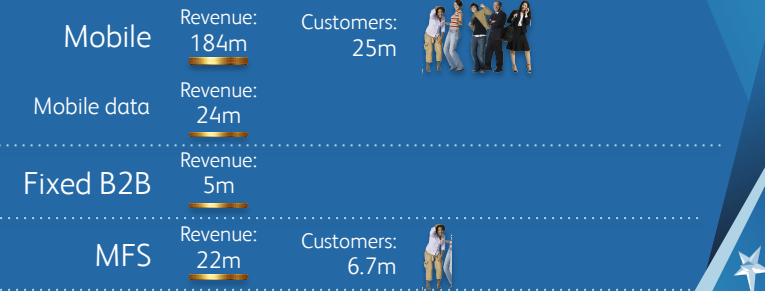 Mobile
Revenue:
184m
Customers:
25m
Mobile data
Revenue:
24m
Fixed B2B
Revenue:
5m
MFS
Revenue:
22m
Customers:
6.7m